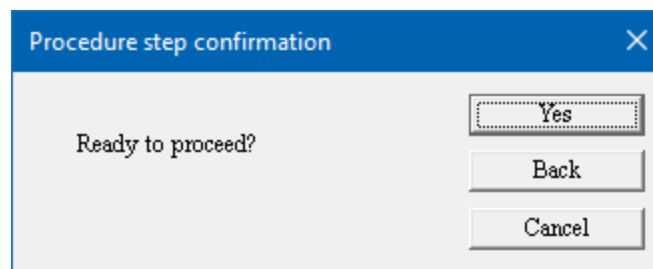 Procedure step confirmation
Ready to proceed?
Yes
Back
Cancel